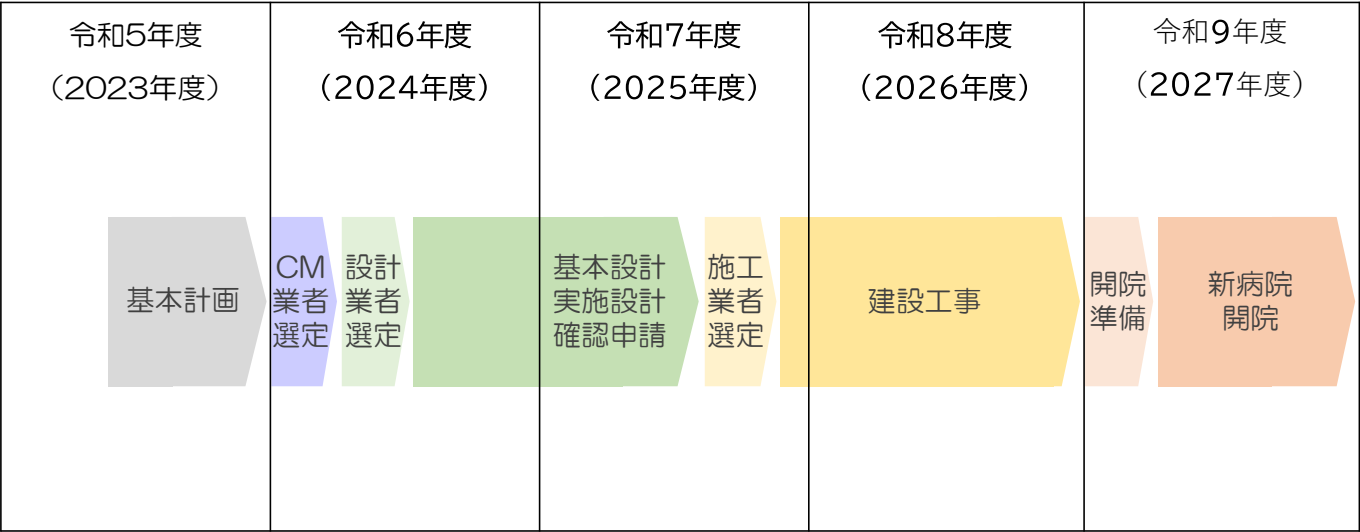 令和5年度
（2023年度）
令和6年度
（2024年度）
令和7年度
（2025年度）
令和8年度
（2026年度）
令和9年度
（2027年度）
基本計画
CM
業者
選定
設計
業者
選定
基本設計
実施設計
確認申請
施工
業者
選定
建設工事
開院
準備
新病院
開院